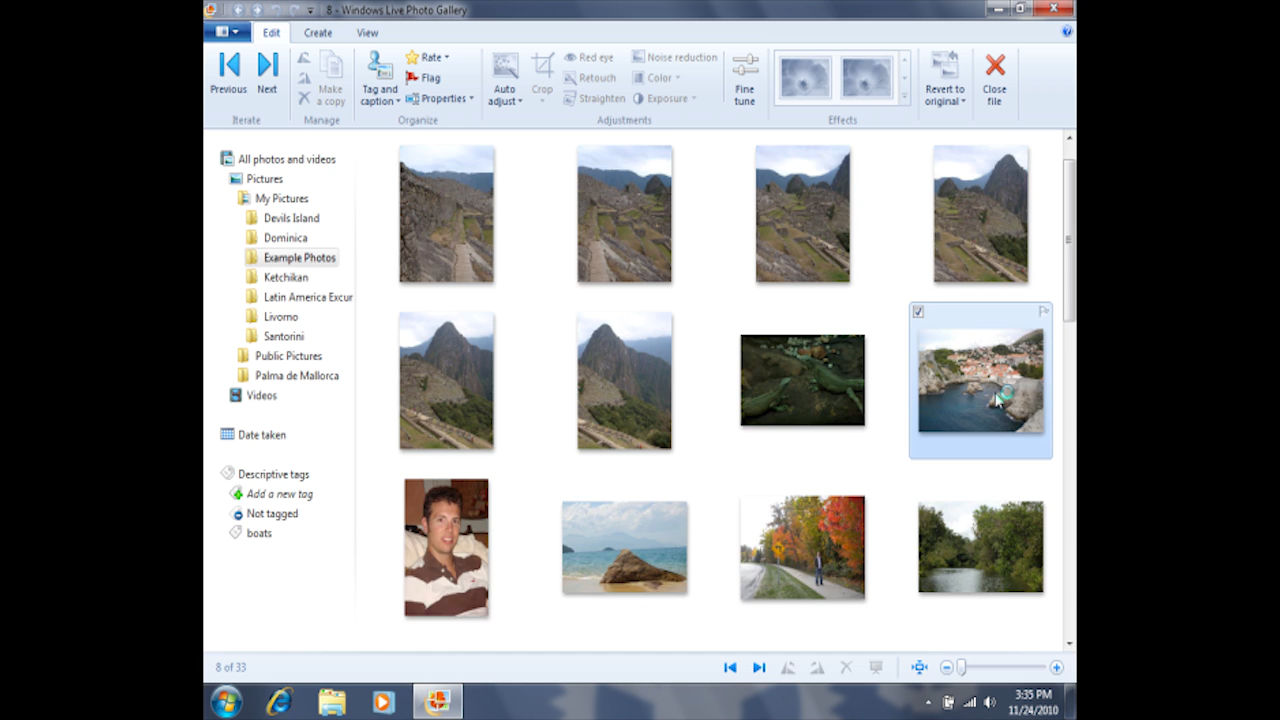 8 - Windows Live Photo Gallery
Edit Create View
Previous Next
Make a copy
Tag and caption
Rate
Flag
Properties
Auto adjust
Crop
Red eye
Retouch
Straighten
Noise reduction
Color
Exposure
Fine tune
Revert to original
Close file
Iterate Manage Organize Adjustments Effects
All photos and videos
Pictures
My Pictures
Devils Island
Dominica
Example Photos
Ketchikan
Latin America Excur
Livorno
Santorini
Public Pictures
Palma de Mallorca
Videos
Date taken
Descriptive tags
Add a new tag
Not tagged
boats
8 of 33
3:35 PM
11/24/2010